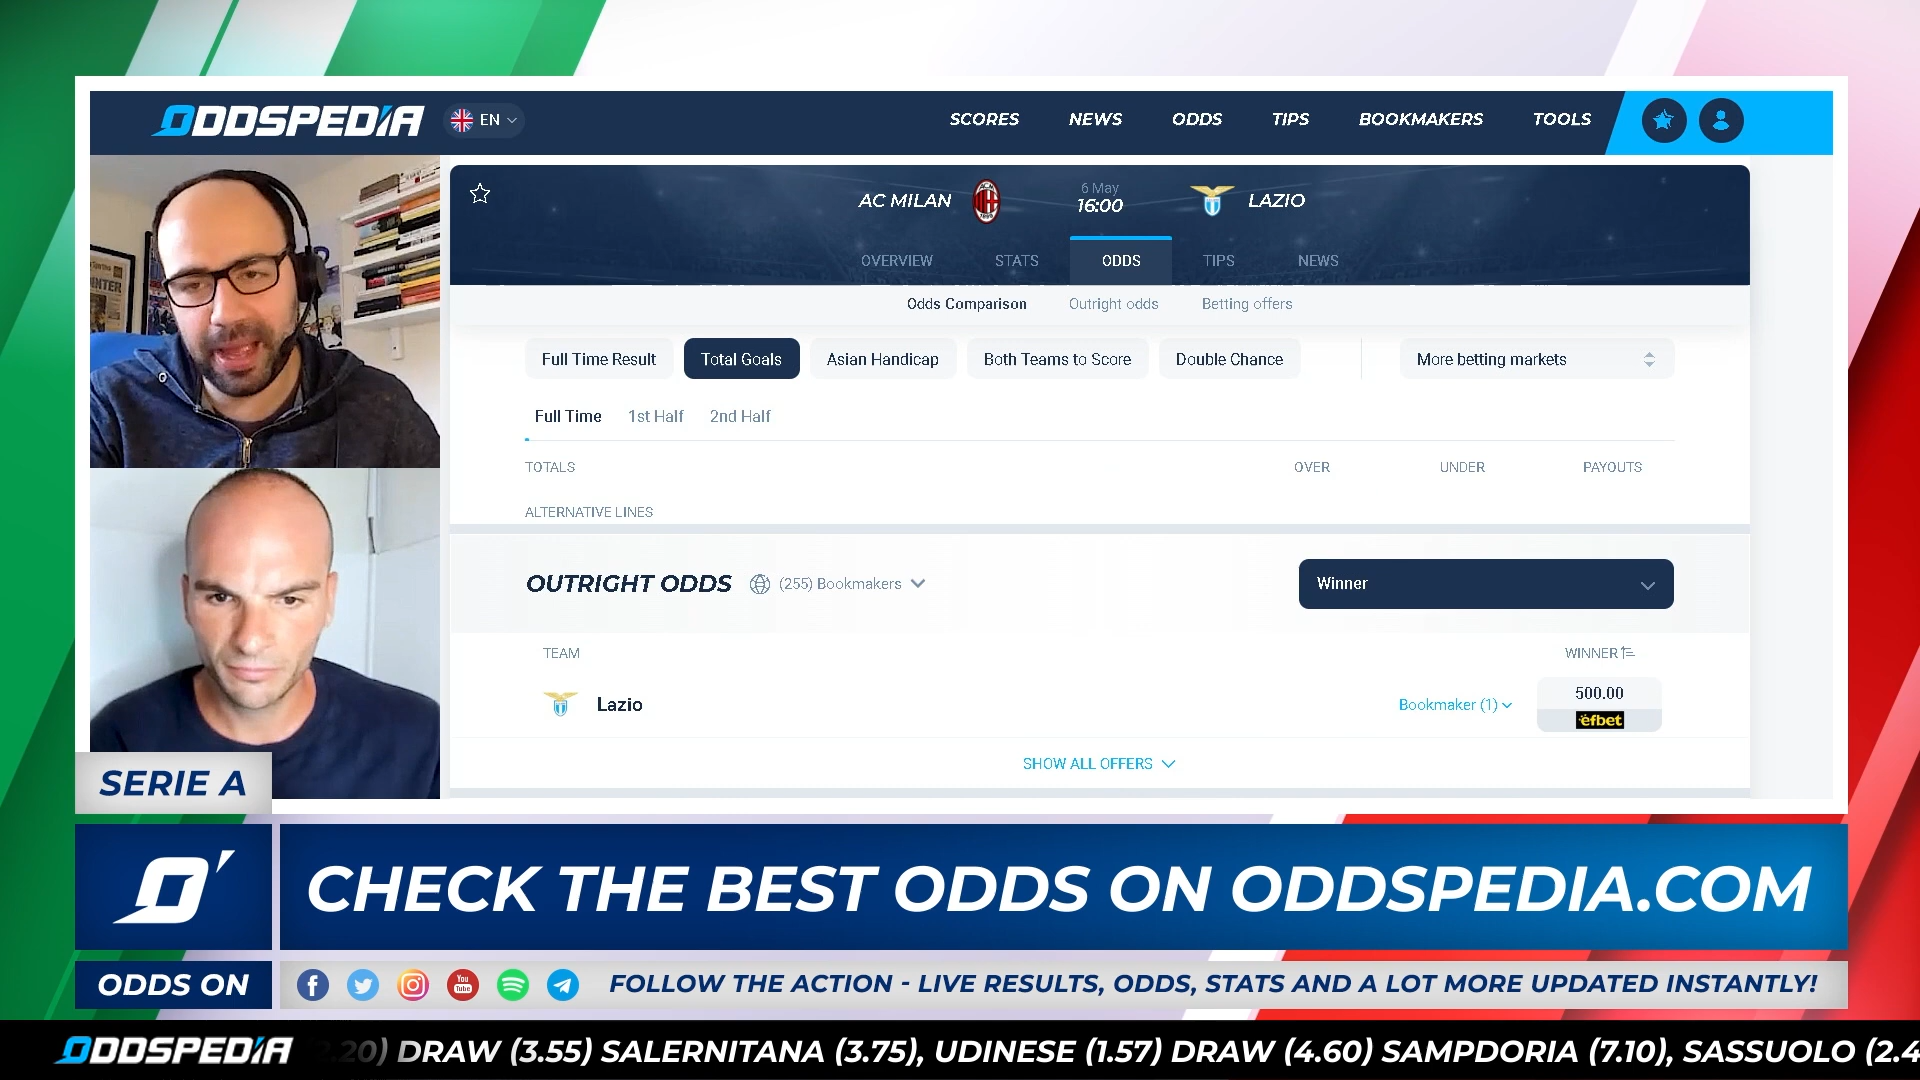 ODDSPEDIA
EN
SCORES
NEWS
ODDS
TIPS
BOOKMAKERS
TOOLS
AC MILAN
6 May
16:00
LAZIO
OVERVIEW
STATS
ODDS
TIPS
NEWS
Odds Comparison
Outright odds
Betting offers
Full Time Result
Total Goals
Asian Handicap
Both Teams to Score
Double Chance
More betting markets
Full Time
1st Half
2nd Half
TOTALS
OVER
UNDER
PAYOUTS
ALTERNATIVE LINES
OUTRIGHT ODDS
(255) Bookmakers
Winner
TEAM
WINNER
Lazio
Bookmaker (1)
500.00
efbet
SHOW ALL OFFERS
SERIE A
CHECK THE BEST ODDS ON ODDSPEDIA.COM
ODDS ON
You Tube
FOLLOW THE ACTION - LIVE RESULTS, ODDS, STATS AND A LOT MORE UPDATED INSTANTLY!
ODDSPEDIA
DRAW (3.55) SALERNITANA (3.75), UDINESE (1.57) DRAW (4.60) SAMPDORIA (7.10), SASSUOLO (2.4